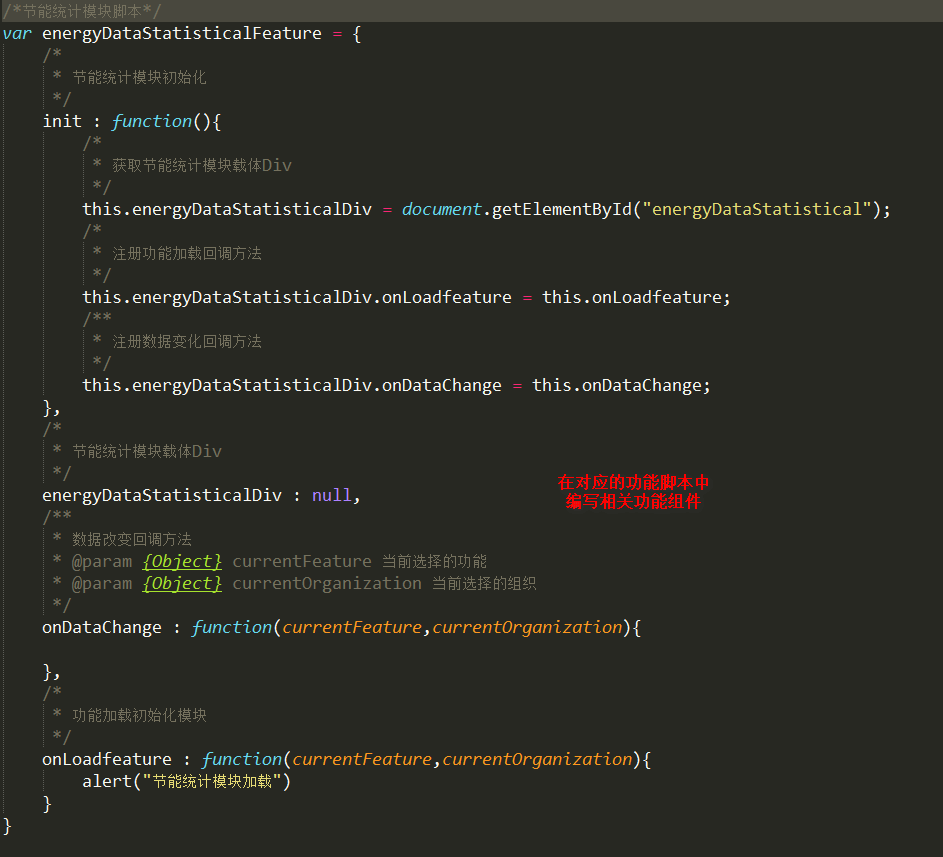 /*节能统计模块脚本*/
var energyDataStatisticalFeature = {
/*
* 节能统计模块初始化
*/
init : function(){
/*
* 获取节能统计模块载体Div
*/
this.energyDataStatisticalDiv = document.getElementById("energyDataStatistical");
/*
* 注册功能加载回调方法
*/
this.energyDataStatisticalDiv.onLoadfeature = this.onLoadfeature;
/**
* 注册数据变化回调方法
*/
this.energyDataStatisticalDiv.onDataChange = this.onDataChange;
},
/*
* 节能统计模块载体Div
*/
energyDataStatisticalDiv : null,
在对应的功能脚本中
编写相关功能组件
/**
* 数据改变回调方法
* @param {Object} currentFeature 当前选择的功能
* @param {Object} currentOrganization 当前选择的组织
*/
onDataChange : function(currentFeature,currentOrganization){
},
/*
* 功能加载初始化模块
*/
onLoadfeature : function(currentFeature,currentOrganization){
alert("节能统计模块加载")
}
}